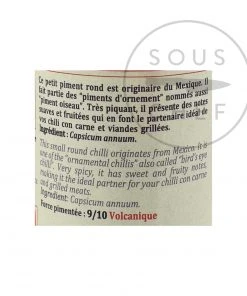 SOUS
CHEF
Ce petit piment rond est originaire du Mexique. Il
fait partie des "piments d'ornement" nommés aussi
"piment oiseau". Très piquant, il présente des notes
suaves et fruitées qui en font le partenaire idéal de
vos chili con carne et viandes grillées.
Ingrédient : Capsicum annuum.
This small round chilli originates from Mexico. It is
one of the "ornamental chillis" also called "bird's eye
chili". Very spicy, it has sweet and fruity notes,
making it the ideal partner for your chili con carne
and grilled meats.
Ingredient : Capsicum annuum.
Force pimentée : 9/10 Volcanique